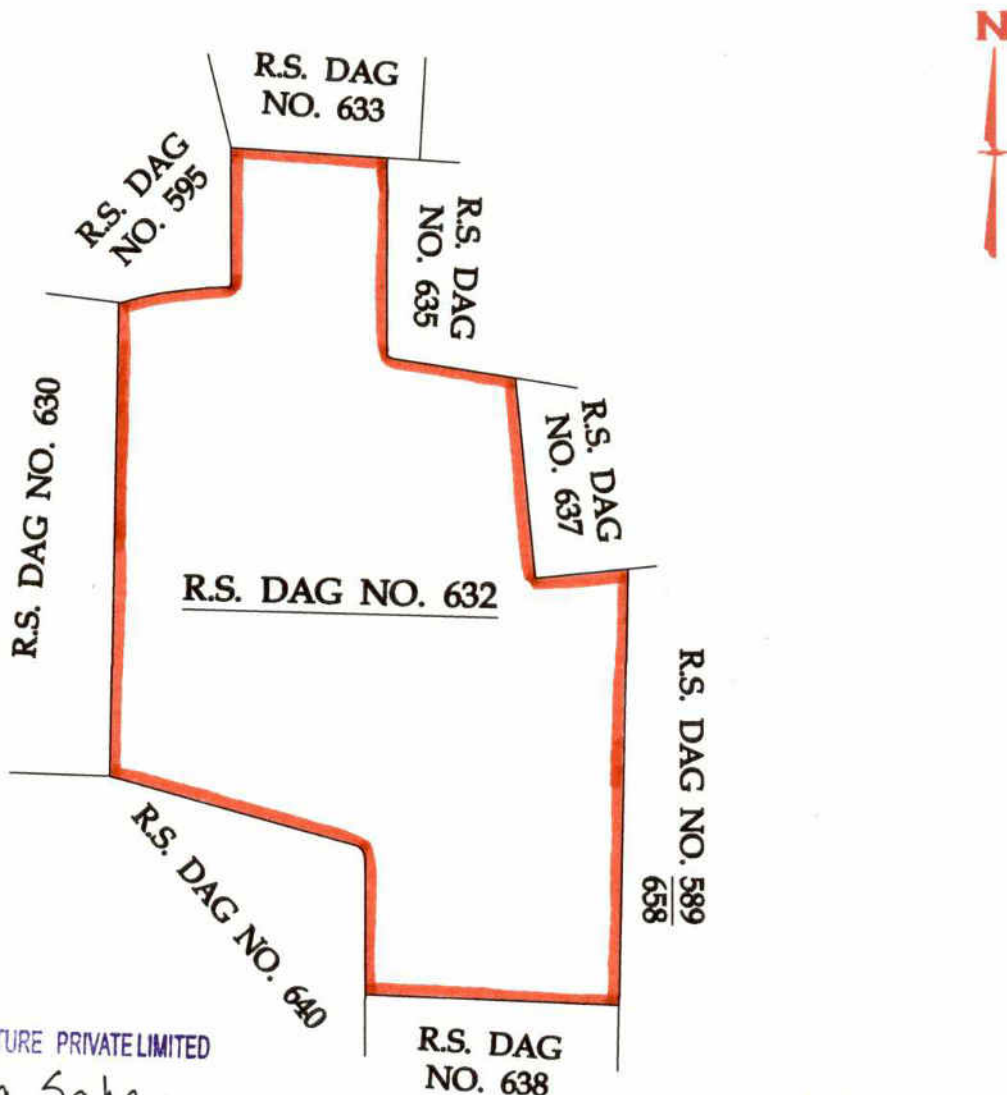 N
R.S. DAG
NO. 633
R.S. DAG
NO. 595
R.S. DAG
NO. 635
R.S. DAG NO. 630
R.S. DAG
NO. 637
R.S. DAG NO. 632
R.S. DAG NO. 589
658
R.S. DAG NO. 640
R.S. DAG
NO. 638
TURE PRIVATE LIMITED
Saha